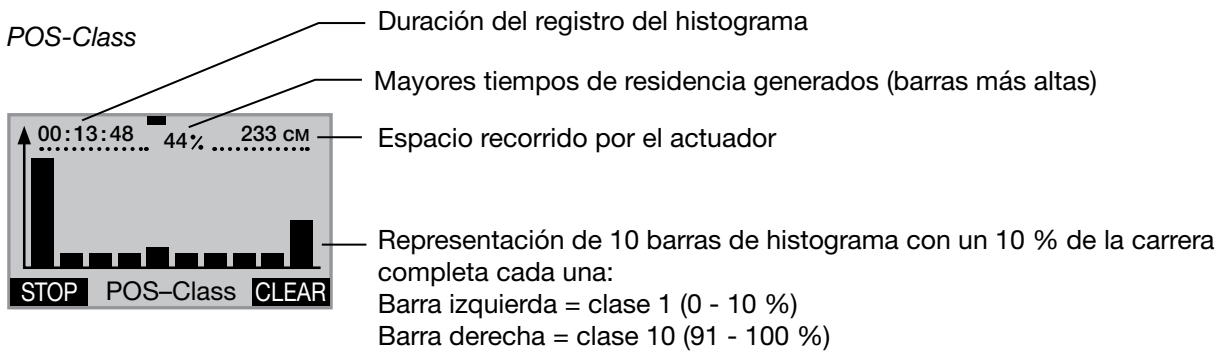 POS-Class
Duración del registro del histograma
Mayores tiempos de residencia generados (barras más altas)
00:13:48 44% 233 CM
Espacio recorrido por el actuador
Representación de 10 barras de histograma con un 10 % de la carrera
completa cada una:
Barra izquierda = clase 1 (0 - 10 %)
Barra derecha = clase 10 (91 - 100 %)
STOP POS–Class CLEAR